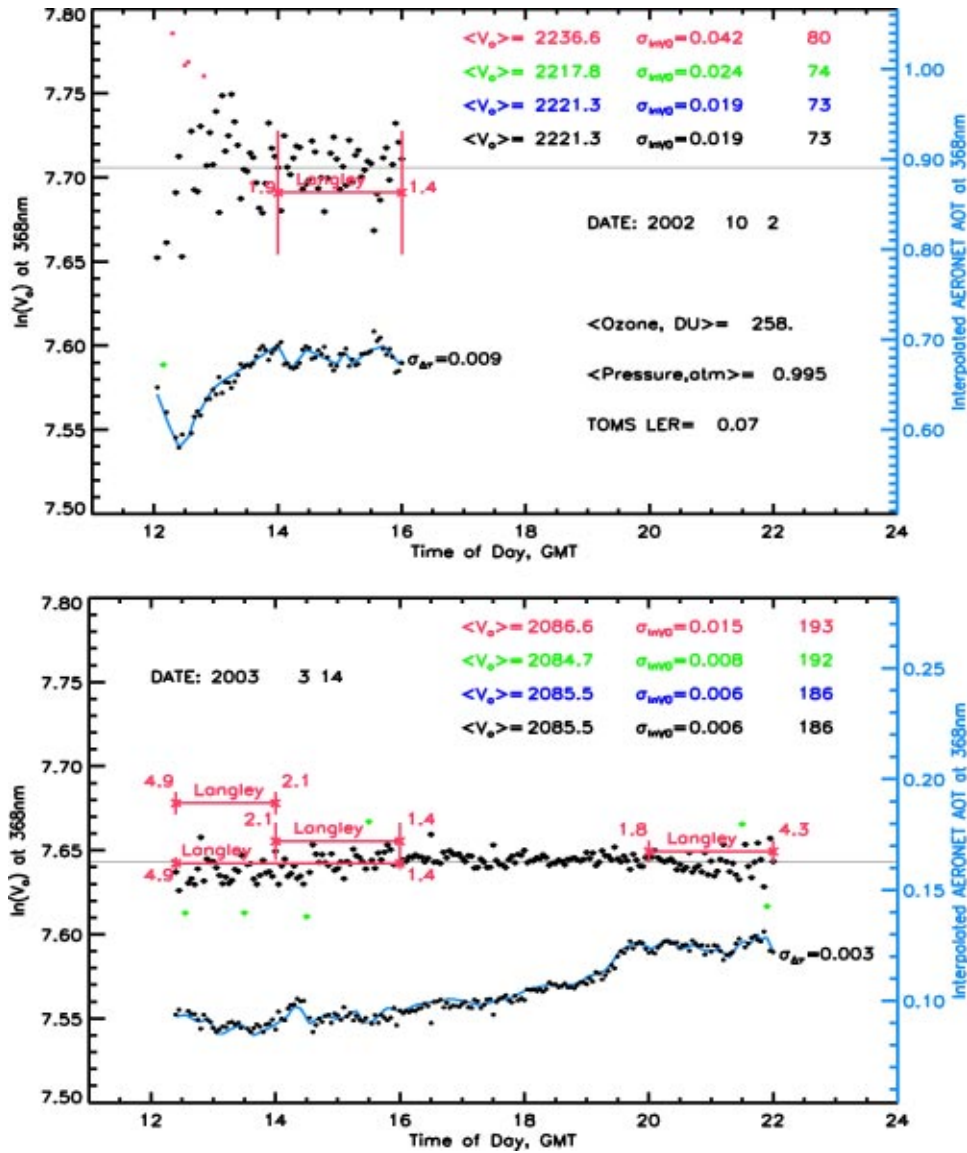 7.80
<V₀>= 2236.6 σlnV0=0.042 80
<V₀>= 2217.8 σlnV0=0.024 74
<V₀>= 2221.3 σlnV0=0.019 73
<V₀>= 2221.3 σlnV0=0.019 73
7.75
7.70
7.65
7.60
7.55
7.50
1.00
0.90
0.80
0.70
0.60
1.9 Langley 1.4
DATE: 2002 10 2
<Ozone, DU>= 258.
<Pressure,atm>= 0.995
TOMS LER= 0.07
σΔτ=0.009
ln(V₀) at 368nm
Interpolated AERONET AOT at 368nm
12 14 16 18 20 22 24
Time of Day, GMT
7.80
<V₀>= 2086.6 σlnV0=0.015 193
<V₀>= 2084.7 σlnV0=0.008 192
<V₀>= 2085.5 σlnV0=0.006 186
<V₀>= 2085.5 σlnV0=0.006 186
DATE: 2003 3 14
7.75
7.70
7.65
7.60
7.55
7.50
0.25
0.20
0.15
0.10
4.9 Langley 2.1
2.1 Langley 1.4
4.9 Langley 1.4
1.8 Langley 4.3
σΔτ=0.003
ln(V₀) at 368nm
Interpolated AERONET AOT at 368nm
12 14 16 18 20 22 24
Time of Day, GMT